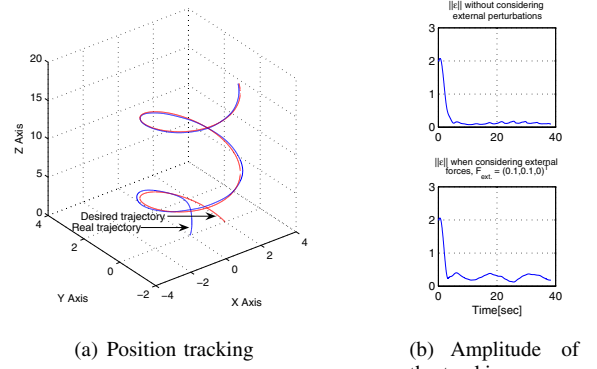 20
15
10
5
0
Z Axis
4
2
0
−2
Y Axis
−4
−2
0
2
4
X Axis
Desired trajectory
Real trajectory
(a) Position tracking
||ε|| without considering
external perturbations
3
2
1
0
0
20
40
||ε|| when considering external
forces, F_ext. = (0.1,0.1,0)^T
3
2
1
0
0
20
40
Time[sec]
(b) Amplitude of